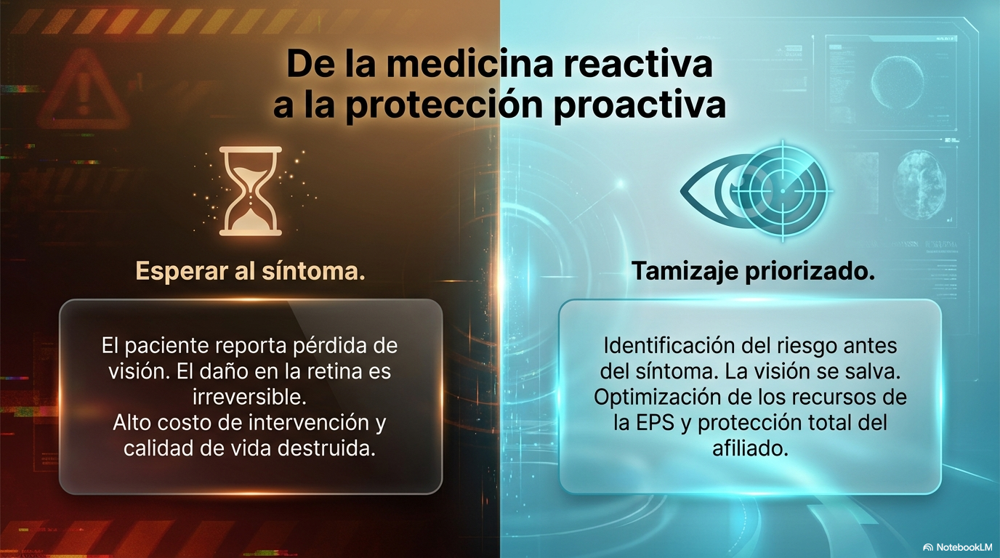 De la medicina reactiva
a la protección proactiva
Esperar al síntoma.
El paciente reporta pérdida de
visión. El daño en la retina es
irreversible.
Alto costo de intervención y
calidad de vida destruida.
Tamizaje priorizado.
Identificación del riesgo antes
del síntoma. La visión se salva.
Optimización de los recursos de
la EPS y protección total del
afiliado.
NotebookLM